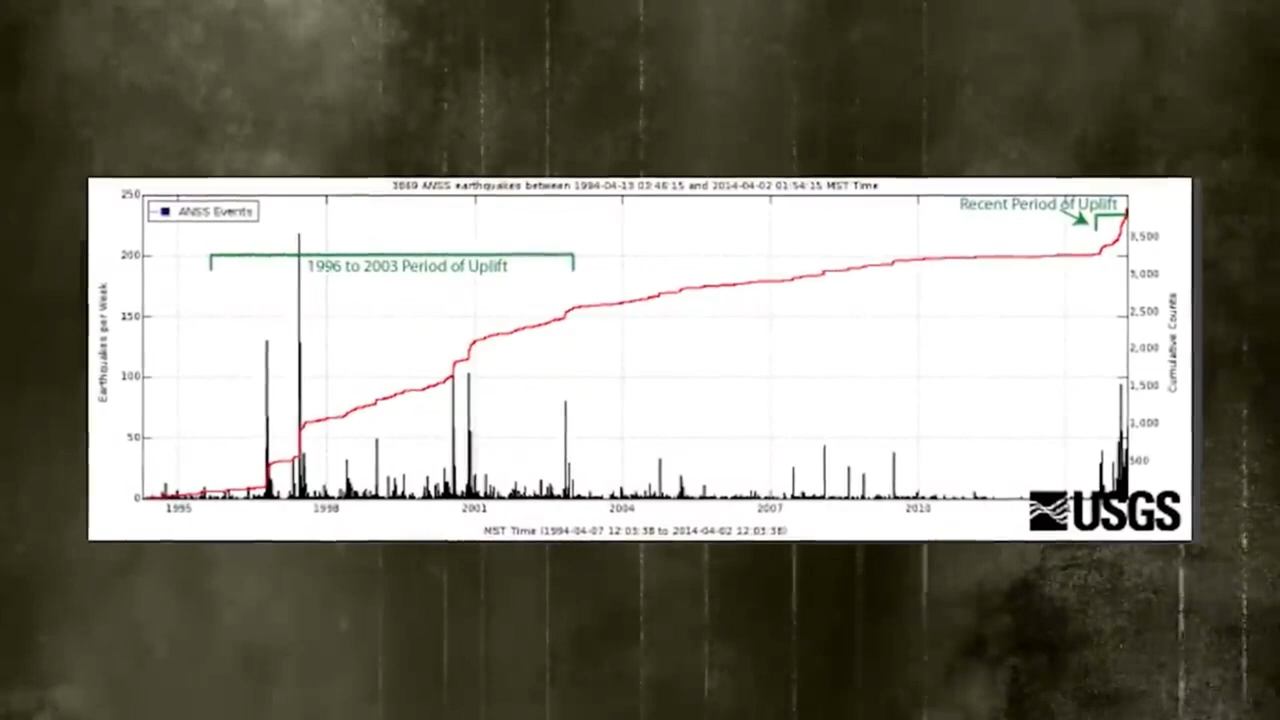 3869 ANSS earthquakes between 1994-04-13 03:46:15 and 2014-04-02 01:54:15 MST Time
ANSS Events
Recent Period of Uplift
1996 to 2003 Period of Uplift
250
200
150
100
50
0
Earthquakes per Week
3,500
3,000
2,500
2,000
1,500
1,000
500
Cumulative Counts
1995
1998
2001
2004
2007
2010
MST Time (1994-04-07 12:03:38 to 2014-04-02 12:03:38)
USGS